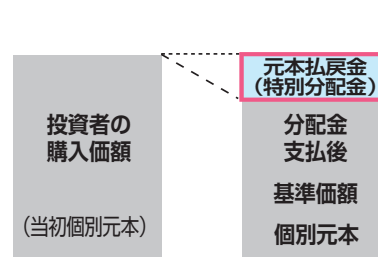 投資者の
購入価額
（当初個別元本）
元本払戻金
（特別分配金）
分配金
支払後
基準価額
個別元本